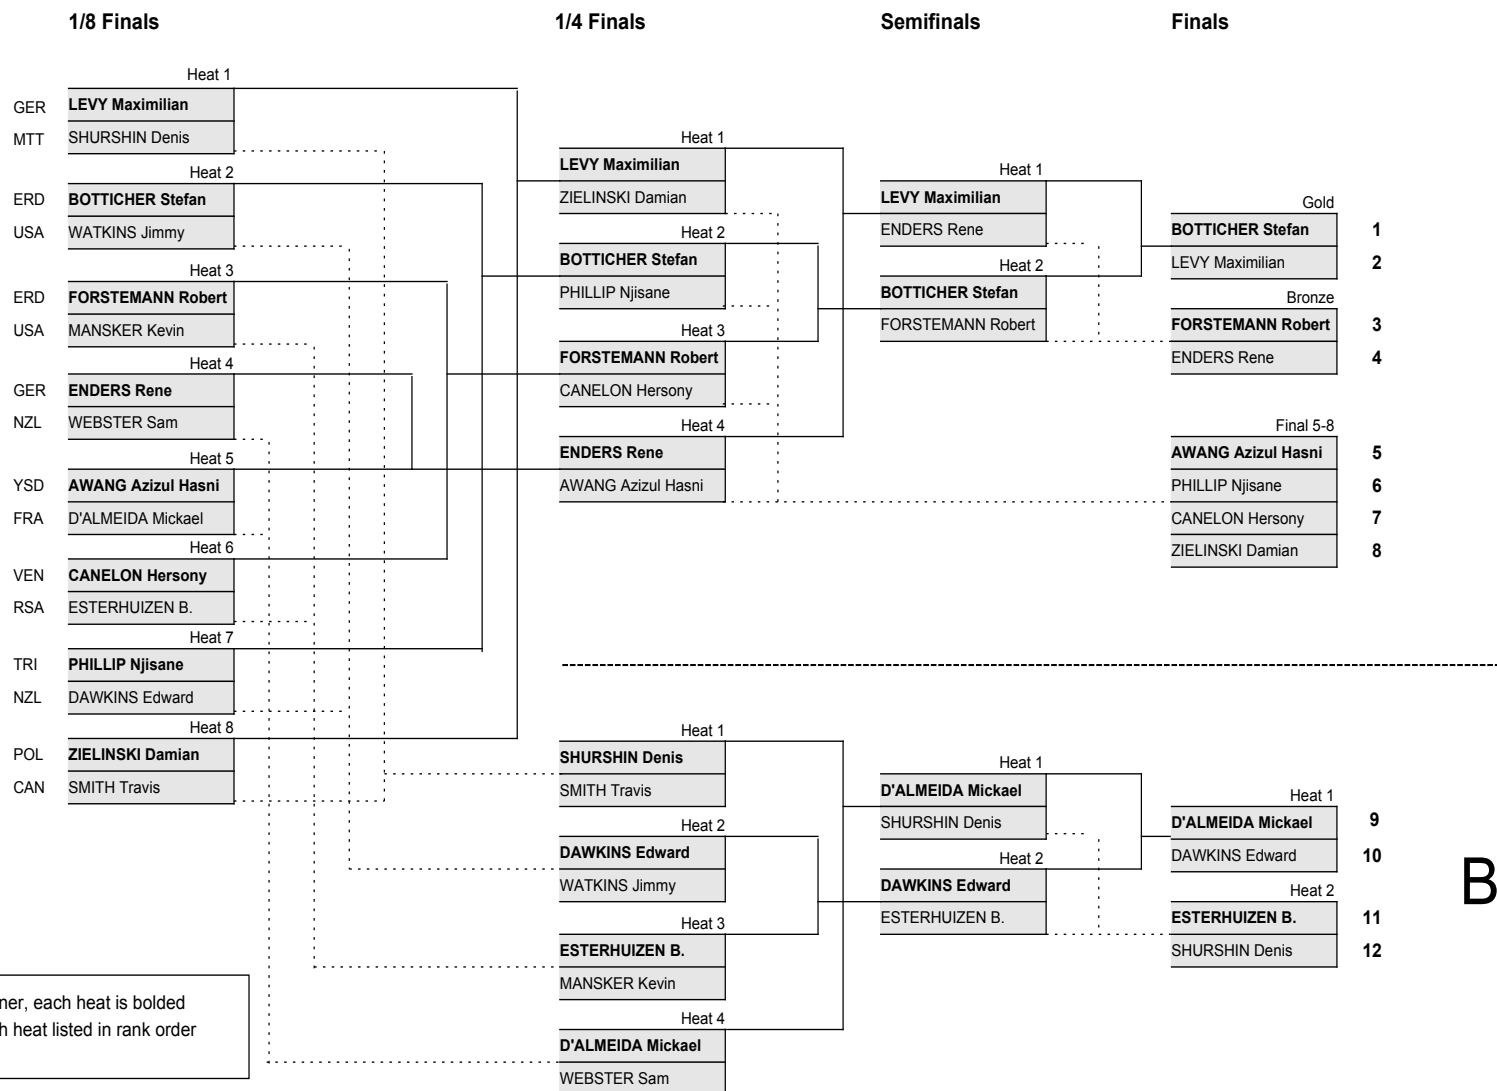 1/8 Finals 1/4 Finals Semifinals Finals
Heat 1
GER LEVY Maximilian
MTT SHURSHIN Denis
Heat 2
ERD BOTTICHER Stefan
USA WATKINS Jimmy
Heat 3
ERD FORSTEMANN Robert
USA MANSKER Kevin
Heat 4
GER ENDERS Rene
NZL WEBSTER Sam
Heat 5
YSD AWANG Azizul Hasni
FRA D'ALMEIDA Mickael
Heat 6
VEN CANELON Hersony
RSA ESTERHUIZEN B.
Heat 7
TRI PHILLIP Njisane
NZL DAWKINS Edward
Heat 8
POL ZIELINSKI Damian
CAN SMITH Travis
Heat 1
LEVY Maximilian
ZIELINSKI Damian
Heat 2
BOTTICHER Stefan
PHILLIP Njisane
Heat 3
FORSTEMANN Robert
CANELON Hersony
Heat 4
ENDERS Rene
AWANG Azizul Hasni
Heat 1
LEVY Maximilian
ENDERS Rene
Heat 2
BOTTICHER Stefan
FORSTEMANN Robert
Gold
BOTTICHER Stefan 1
LEVY Maximilian 2
Bronze
FORSTEMANN Robert 3
ENDERS Rene 4
Final 5-8
AWANG Azizul Hasni 5
PHILLIP Njisane 6
CANELON Hersony 7
ZIELINSKI Damian 8
Heat 1
SHURSHIN Denis
SMITH Travis
Heat 2
DAWKINS Edward
WATKINS Jimmy
Heat 3
ESTERHUIZEN B.
MANSKER Kevin
Heat 4
D'ALMEIDA Mickael
WEBSTER Sam
Heat 1
D'ALMEIDA Mickael
SHURSHIN Denis
Heat 2
DAWKINS Edward
ESTERHUIZEN B.
Heat 1
D'ALMEIDA Mickael 9
DAWKINS Edward 10
Heat 2
ESTERHUIZEN B. 11
SHURSHIN Denis 12
B
ner, each heat is bolded
h heat listed in rank order